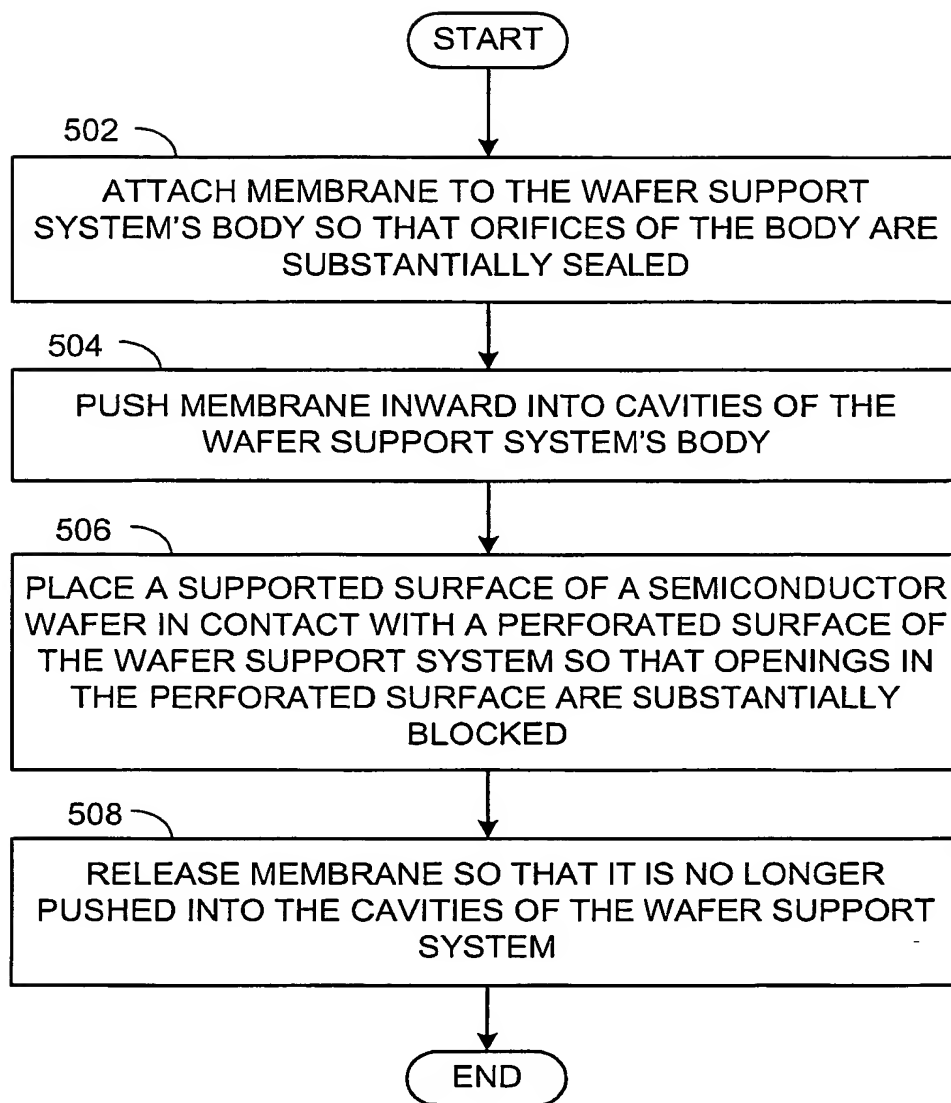 START
502
ATTACH MEMBRANE TO THE WAFER SUPPORT
SYSTEM'S BODY SO THAT ORIFICES OF THE BODY ARE
SUBSTANTIALLY SEALED
504
PUSH MEMBRANE INWARD INTO CAVITIES OF THE
WAFER SUPPORT SYSTEM'S BODY
506
PLACE A SUPPORTED SURFACE OF A SEMICONDUCTOR
WAFER IN CONTACT WITH A PERFORATED SURFACE OF
THE WAFER SUPPORT SYSTEM SO THAT OPENINGS IN
THE PERFORATED SURFACE ARE SUBSTANTIALLY
BLOCKED
508
RELEASE MEMBRANE SO THAT IT IS NO LONGER
PUSHED INTO THE CAVITIES OF THE WAFER SUPPORT
SYSTEM
END